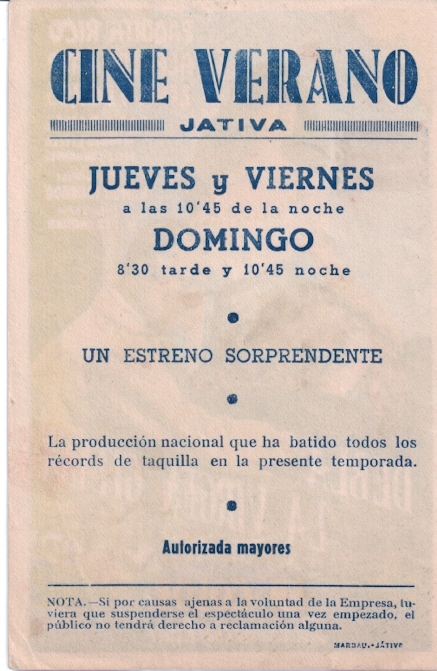 CINE VERANO
JATIVA
JUEVES y VIERNES
a las 10'45 de la noche
DOMINGO
8'30 tarde y 10'45 noche
UN ESTRENO SORPRENDENTE
La producción nacional que ha batido todos los
récords de taquilla en la presente temporada.
Autorizada mayores
NOTA.—Si por causas ajenas a la voluntad de la Empresa, tu-
viera que suspenderse el espectáculo una vez empezado, el
público no tendrá derecho a reclamación alguna.
MARBAU.-JÁTIVA